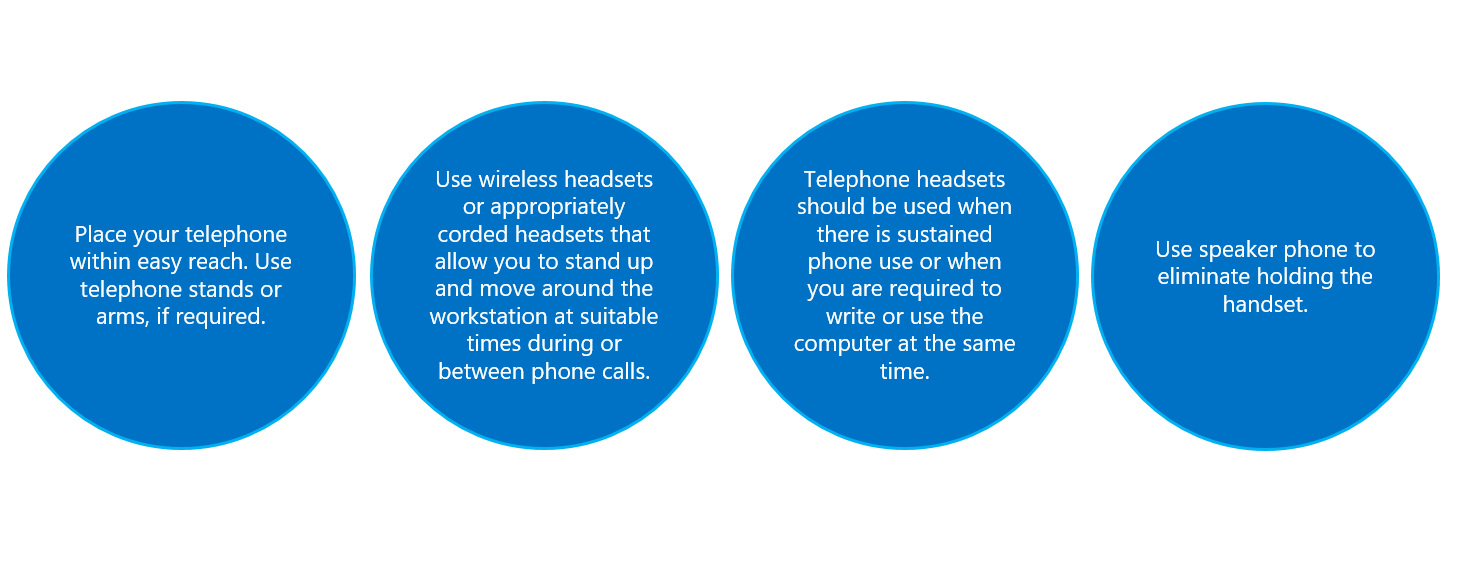 Place your telephone
within easy reach. Use
telephone stands or
arms, if required.
Use wireless headsets
or appropriately
corded headsets that
allow you to stand up
and move around the
workstation at suitable
times during or
between phone calls.
Telephone headsets
should be used when
there is sustained
phone use or when
you are required to
write or use the
computer at the same
time.
Use speaker phone to
eliminate holding the
handset.